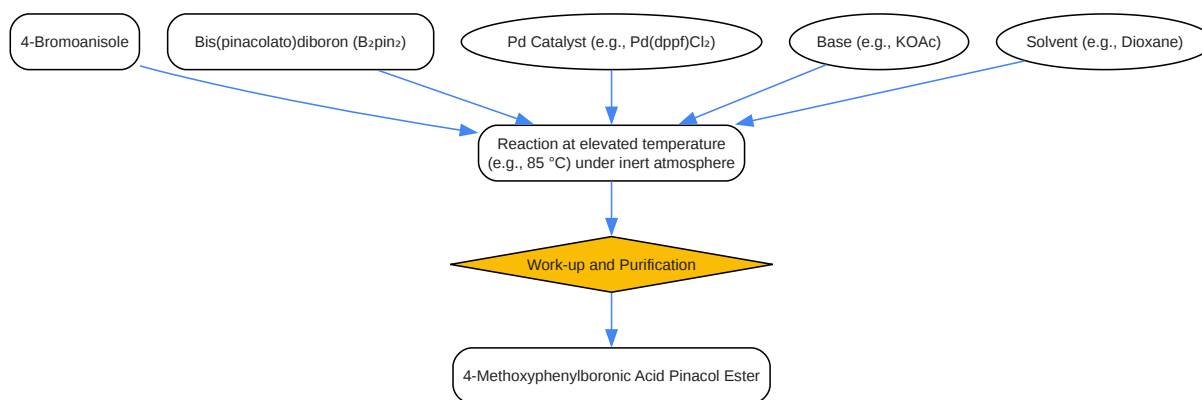 4-Bromoanisole
Bis(pinacolato)diboron (B₂pin₂)
Pd Catalyst (e.g., Pd(dppf)Cl₂)
Base (e.g., KOAc)
Solvent (e.g., Dioxane)
Reaction at elevated temperature
(e.g., 85 °C) under inert atmosphere
Work-up and Purification
4-Methoxyphenylboronic Acid Pinacol Ester